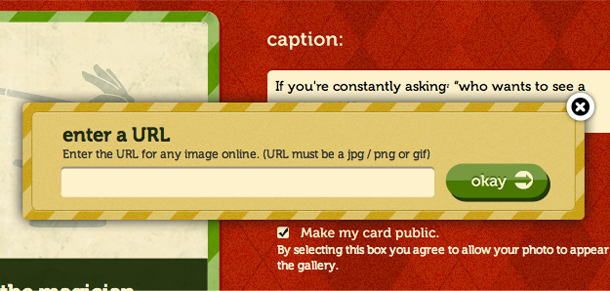 caption:
If you're constantly asking: “who wants to see a
enter a URL
Enter the URL for any image online. (URL must be a jpg / png or gif)
okay
Make my card public.
By selecting this box you agree to allow your photo to appear
the gallery.
the magician